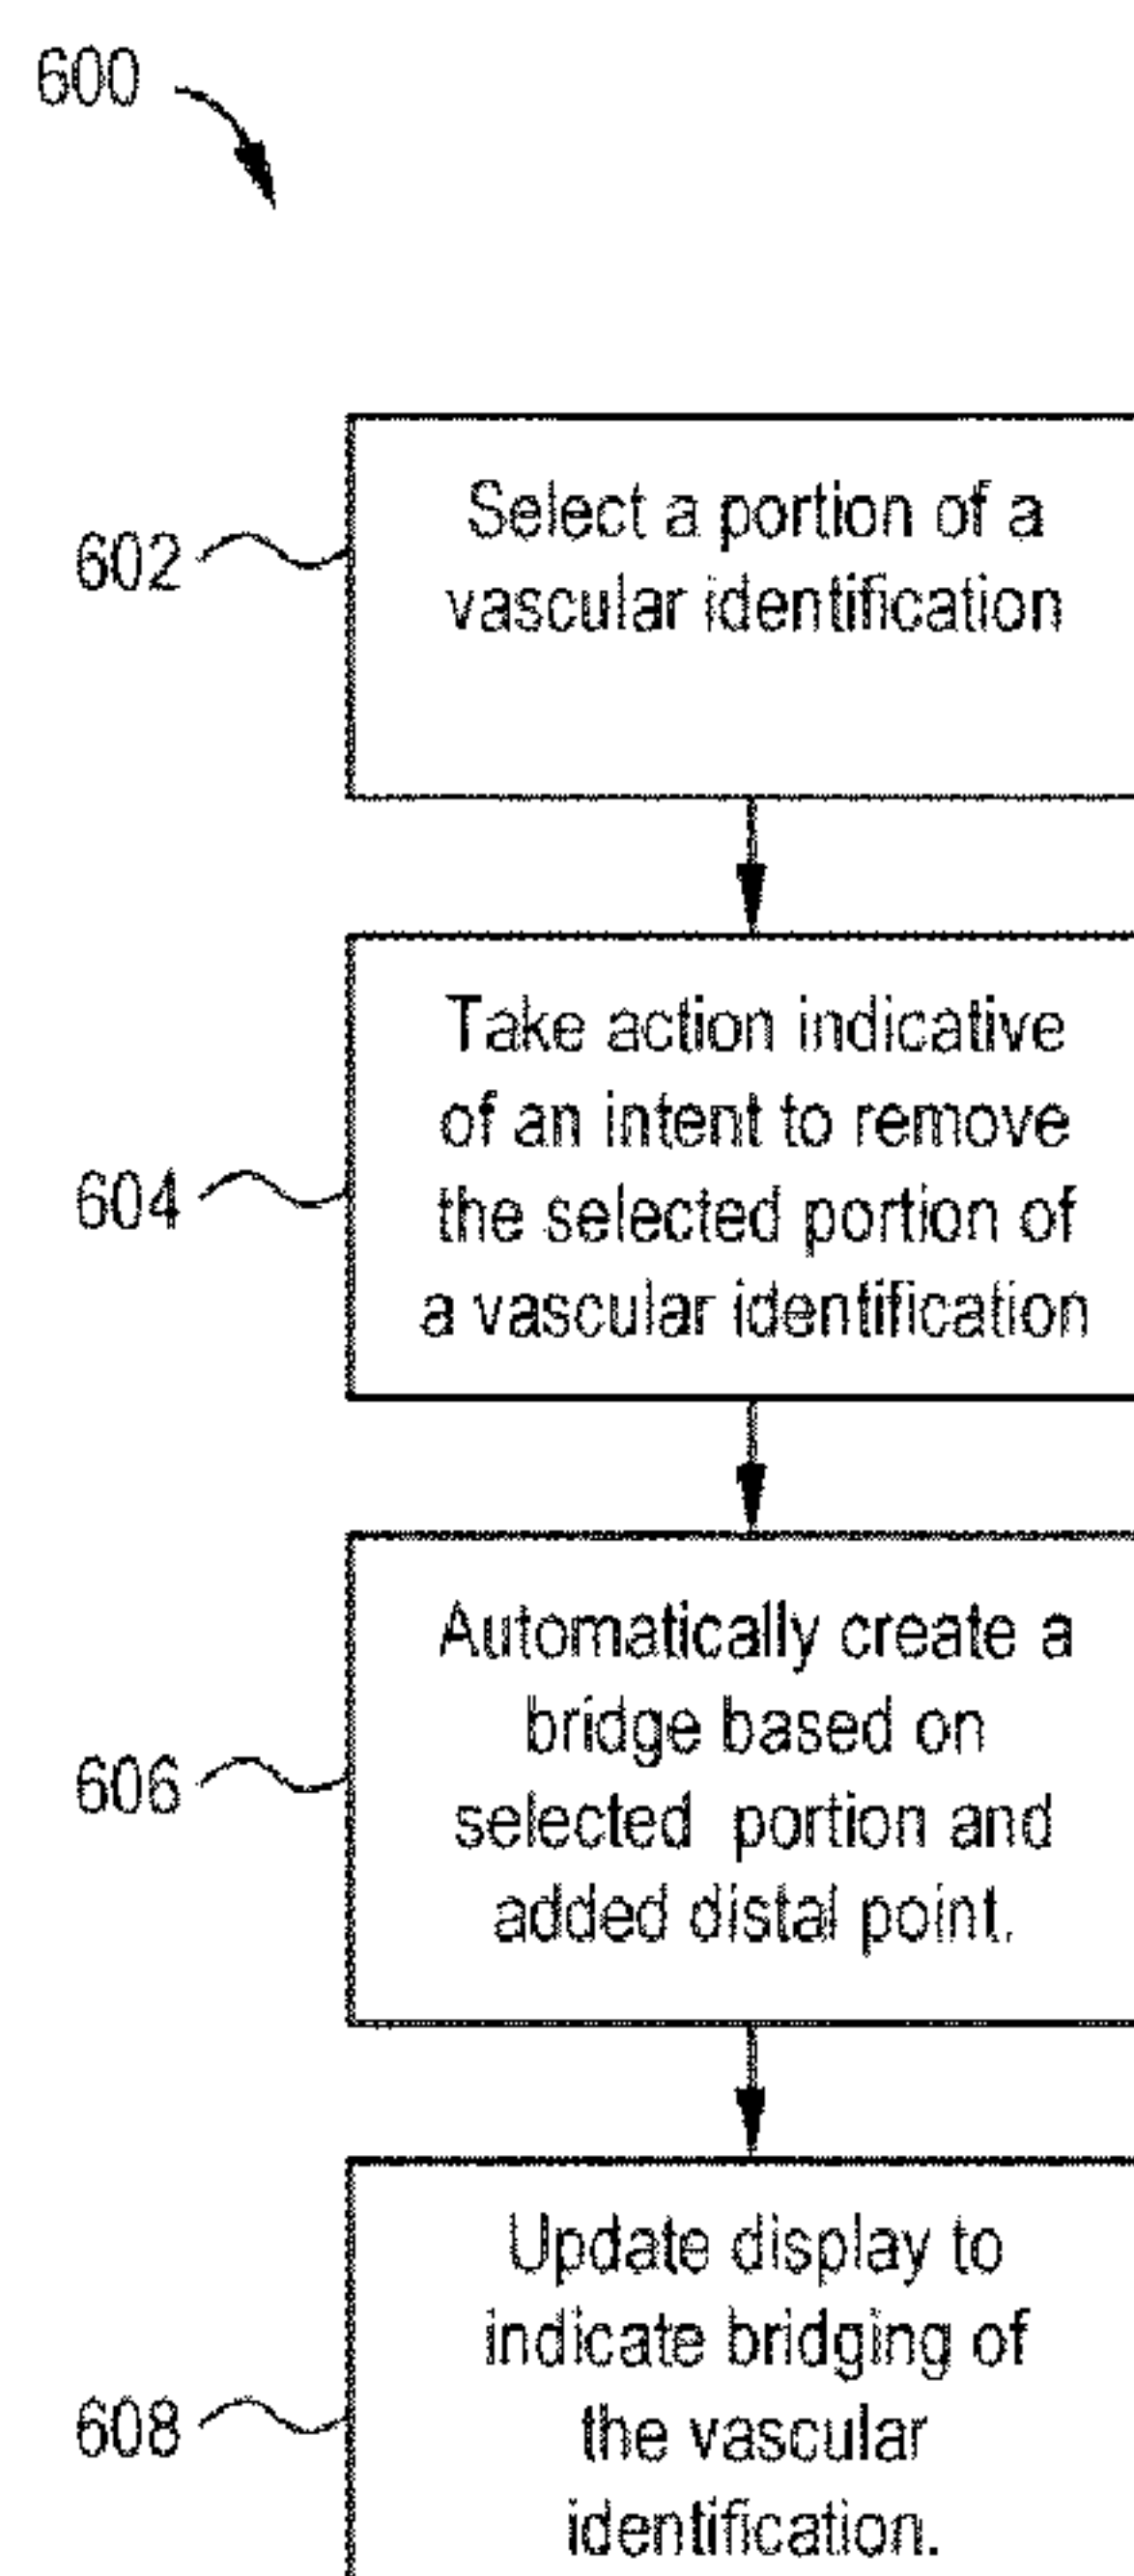 600
602
Select a portion of a
vascular identification
604
Take action indicative
of an intent to remove
the selected portion of
a vascular identification
606
Automatically create a
bridge based on
selected portion and
added distal point.
608
Update display to
indicate bridging of
the vascular
identification.